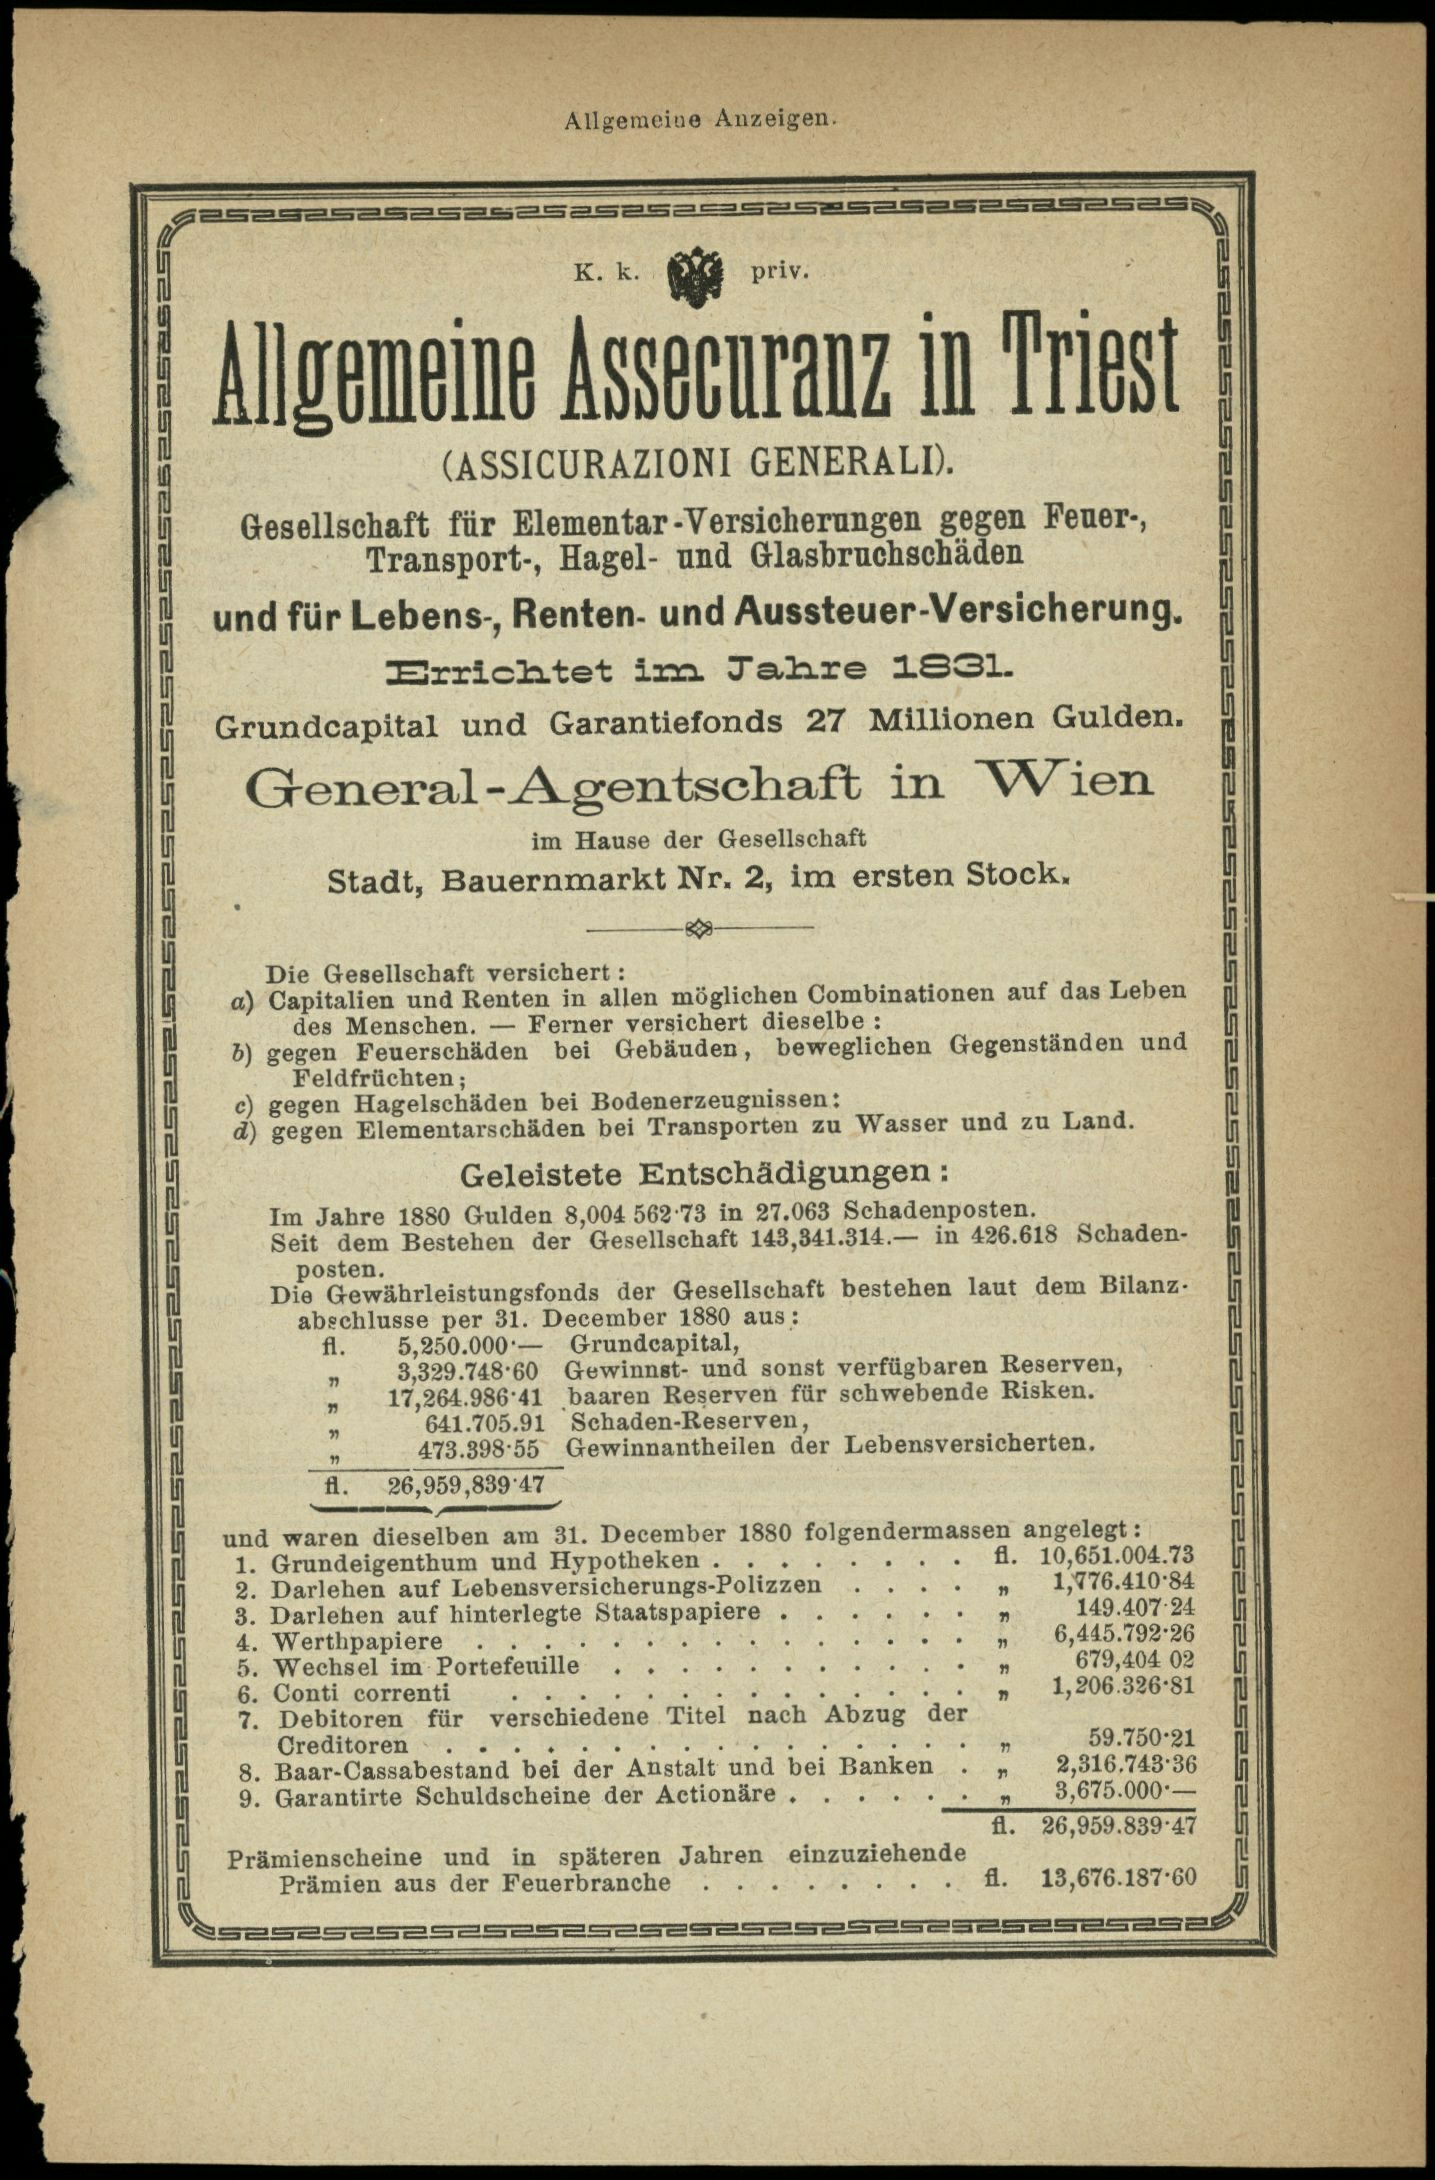 Allgemeine Anzeigen.
K. k. priv.
Allgemeine Assecuranz in Triest
(ASSICURAZIONI GENERALI).
Gesellschaft für Elementar-Versicherungen gegen Feuer-,
Transport-, Hagel- und Glasbruchschäden
und für Lebens-, Renten- und Aussteuer-Versicherung.
Errichtet im Jahre 1831.
Grundcapital und Garantiefonds 27 Millionen Gulden.
General-Agentschaft in Wien
im Hause der Gesellschaft
Stadt, Bauernmarkt Nr. 2, im ersten Stock.
Die Gesellschaft versichert:
a) Capitalien und Renten in allen möglichen Combinationen auf das Leben
des Menschen. — Ferner versichert dieselbe:
b) gegen Feuerschäden bei Gebäuden, beweglichen Gegenständen und
Feldfrüchten;
c) gegen Hagelschäden bei Bodenerzeugnissen:
d) gegen Elementarschäden bei Transporten zu Wasser und zu Land.
Geleistete Entschädigungen:
Im Jahre 1880 Gulden 8,004 562·73 in 27.063 Schadenposten.
Seit dem Bestehen der Gesellschaft 143,341.314.— in 426.618 Schaden-
posten.
Die Gewährleistungsfonds der Gesellschaft bestehen laut dem Bilanz-
abschlusse per 31. December 1880 aus:
fl. 5,250.000·— Grundcapital,
„ 3,329.748·60 Gewinnst- und sonst verfügbaren Reserven,
„ 17,264.986·41 baaren Reserven für schwebende Risken.
„ 641.705.91 Schaden-Reserven,
„ 473.398·55 Gewinnantheilen der Lebensversicherten.
fl. 26,959,839·47
und waren dieselben am 31. December 1880 folgendermassen angelegt:
1. Grundeigenthum und Hypotheken . . . . . . . . fl. 10,651.004.73
2. Darlehen auf Lebensversicherungs-Polizzen . . . . „ 1,776.410·84
3. Darlehen auf hinterlegte Staatspapiere . . . . . . „ 149.407·24
4. Werthpapiere . . . . . . . . . . . . . . . „ 6,445.792·26
5. Wechsel im Portefeuille . . . . . . . . . . . „ 679,404 02
6. Conti correnti . . . . . . . . . . . . . . „ 1,206.326·81
7. Debitoren für verschiedene Titel nach Abzug der
Creditoren . . . . . . . . . . . . . . . . „ 59.750·21
8. Baar-Cassabestand bei der Anstalt und bei Banken . „ 2,316.743·36
9. Garantirte Schuldscheine der Actionäre . . . . . . „ 3,675.000·—
fl. 26,959.839·47
Prämienscheine und in späteren Jahren einzuziehende
Prämien aus der Feuerbranche . . . . . . . . fl. 13,676.187·60